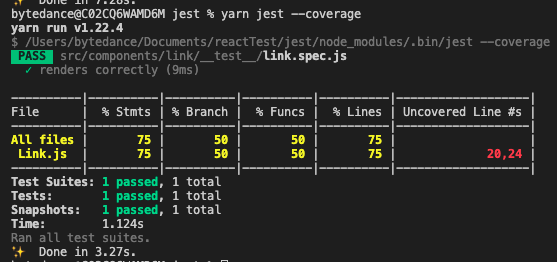 ✨  Done in 7.28s.
bytedance@C02CQ6WAMD6M jest % yarn jest --coverage
yarn run v1.22.4
$ /Users/bytedance/Documents/reactTest/jest/node_modules/.bin/jest --coverage
PASS  src/components/link/__test__/link.spec.js
✓ renders correctly (9ms)
----------|----------|----------|----------|----------|-------------------|
File      |  % Stmts | % Branch |  % Funcs |  % Lines | Uncovered Line #s |
----------|----------|----------|----------|----------|-------------------|
All files |       75 |       50 |       50 |       75 |                   |
 Link.js  |       75 |       50 |       50 |       75 |             20,24 |
----------|----------|----------|----------|----------|-------------------|
Test Suites: 1 passed, 1 total
Tests:       1 passed, 1 total
Snapshots:   1 passed, 1 total
Time:        1.124s
Ran all test suites.
✨  Done in 3.27s.